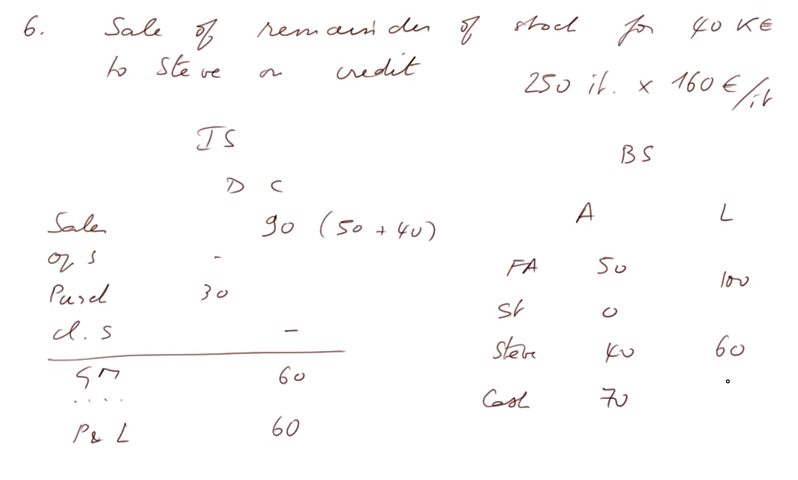 6. Sale of remainder of stock for 40 K€
to Steve on credit
250 it. x 160 €/it
IS
BS
D C
A L
Sales 90 (50 + 40)
op S -
Purch 30
cl. S -
GM 60
....
P&L 60
FA 50 100
St 0
Steve 40 60
Cash 70